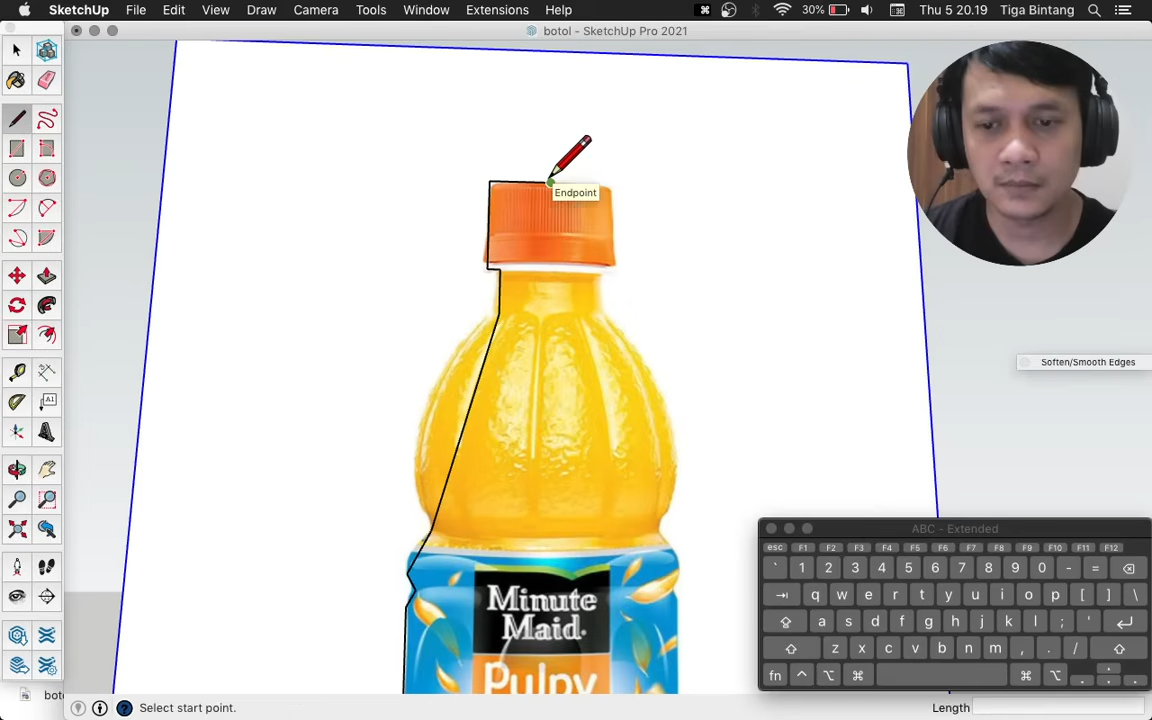 SketchUp File Edit View Draw Camera Tools Window Extensions Help 30% Thu 5 20.19 Tiga Bintang
botol - SketchUp Pro 2021
Endpoint
Soften/Smooth Edges
A1
ABC - Extended
esc F1 F2 F3 F4 F5 F6 F7 F8 F9 F10 F11 F12
` 1 2 3 4 5 6 7 8 9 0 - =
q w e r t y u i o p [ ] \
a s d f g h j k l ; '
z x c v b n m , . /
fn ^ ⌥ ⌘ ⌘ ⌥
Minute
Maid
Pulpy
boto
Select start point.
Length